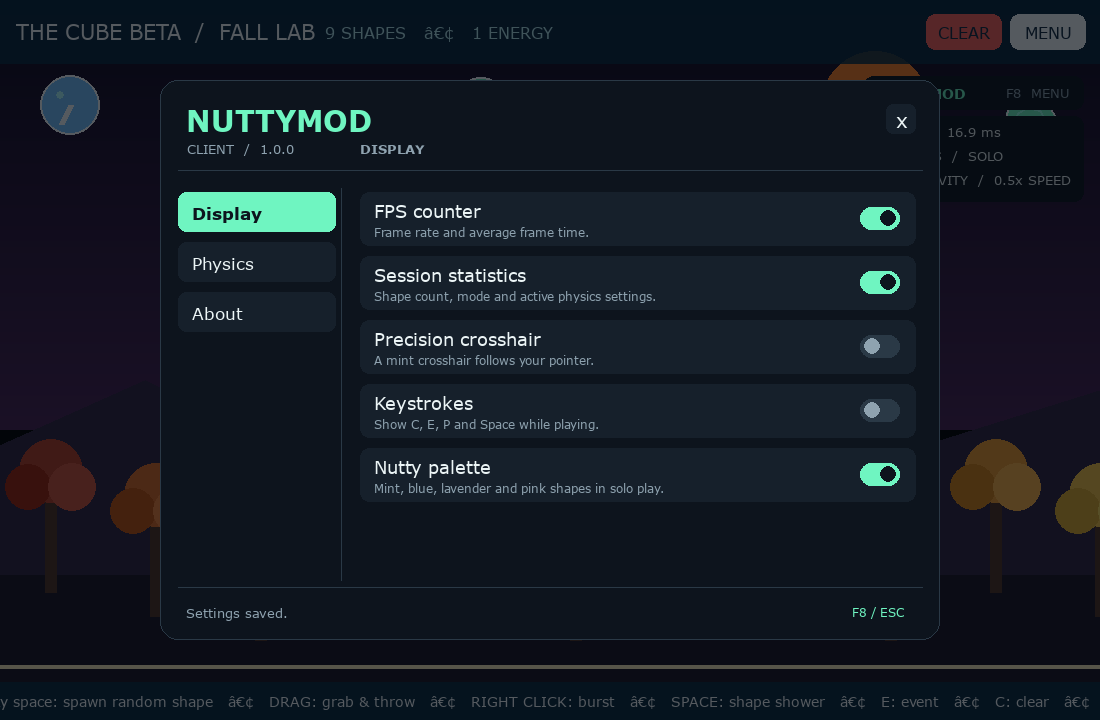 THE CUBE BETA / FALL LAB 9 SHAPES â€¢ 1 ENERGY CLEAR MENU
MOD F8 MENU
16.9 ms
/ SOLO
VITY / 0.5x SPEED
NUTTYMOD X
CLIENT / 1.0.0 DISPLAY
Display
Physics
About
FPS counter
Frame rate and average frame time.
Session statistics
Shape count, mode and active physics settings.
Precision crosshair
A mint crosshair follows your pointer.
Keystrokes
Show C, E, P and Space while playing.
Nutty palette
Mint, blue, lavender and pink shapes in solo play.
Settings saved. F8 / ESC
y space: spawn random shape â€¢ DRAG: grab & throw â€¢ RIGHT CLICK: burst â€¢ SPACE: shape shower â€¢ E: event â€¢ C: clear â€¢